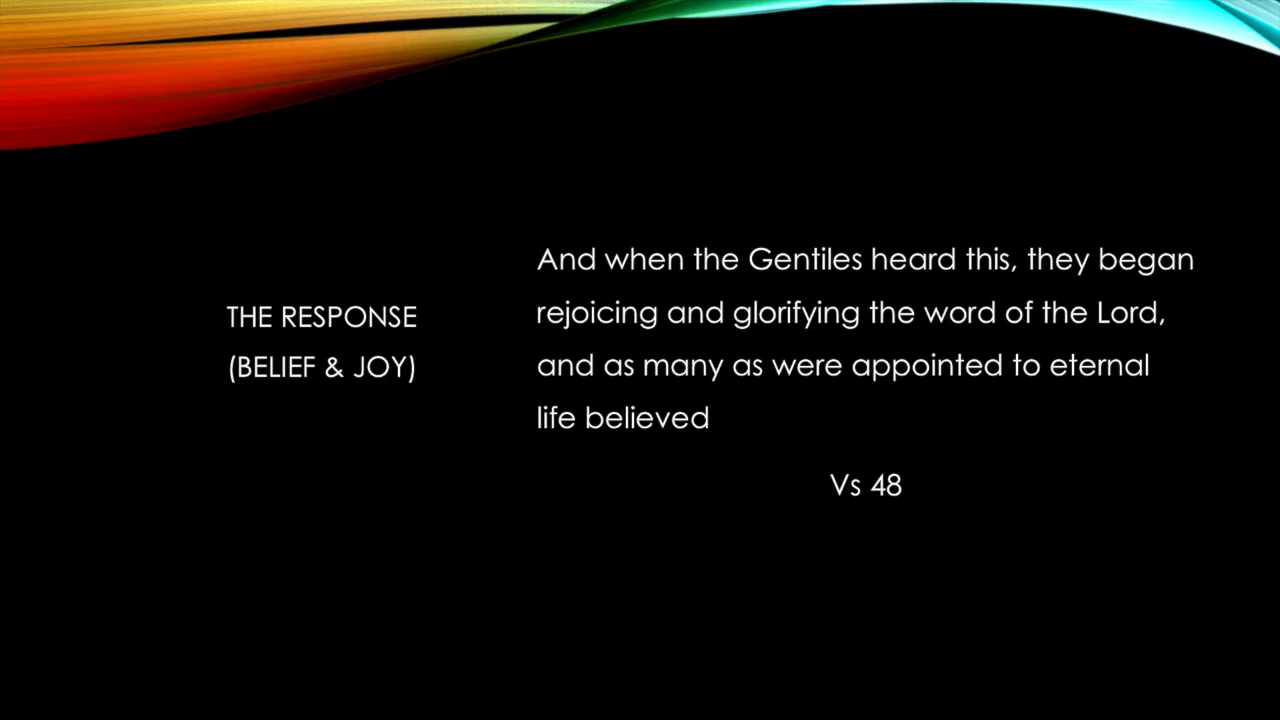 THE RESPONSE
(BELIEF & JOY)
And when the Gentiles heard this, they began
rejoicing and glorifying the word of the Lord,
and as many as were appointed to eternal
life believed
Vs 48